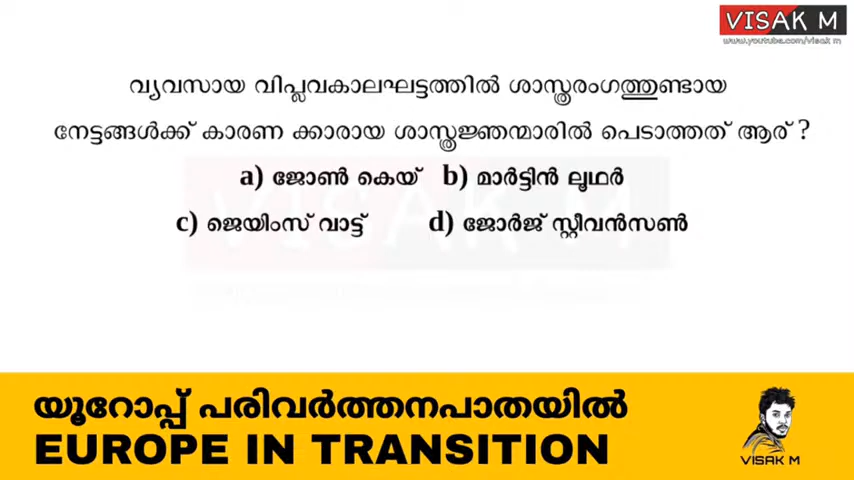 VISAK M
www.youtube.com/visak m
വ്യവസായ വിപ്ലവകാലഘട്ടത്തിൽ ശാസ്ത്രരംഗത്തുണ്ടായ
നേട്ടങ്ങൾക്ക് കാരണ ക്കാരായ ശാസ്ത്രജ്ഞന്മാരിൽ പെടാത്തത് ആര് ?
a) ജോൺ കെയ് b) മാർട്ടിൻ ലൂഥർ
c) ജെയിംസ് വാട്ട് d) ജോർജ് സ്റ്റീവൻസൺ
VISAK M
യൂറോപ്പ് പരിവർത്തനപാതയിൽ
EUROPE IN TRANSITION
VISAK M